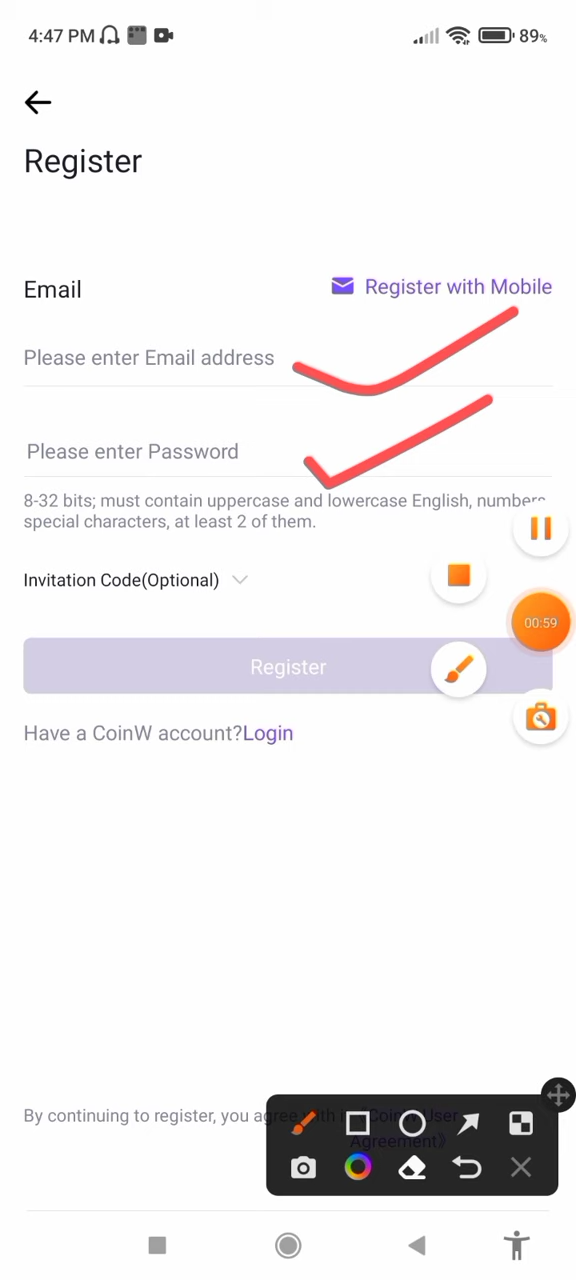 4:47 PM 89%
Register
Email Register with Mobile
Please enter Email address
Please enter Password
8-32 bits; must contain uppercase and lowercase English, numbers
special characters, at least 2 of them.
Invitation Code(Optional)
00:59
Register
Have a CoinW account?Login
By continuing to register, you agree with CoinW User
Agreement》